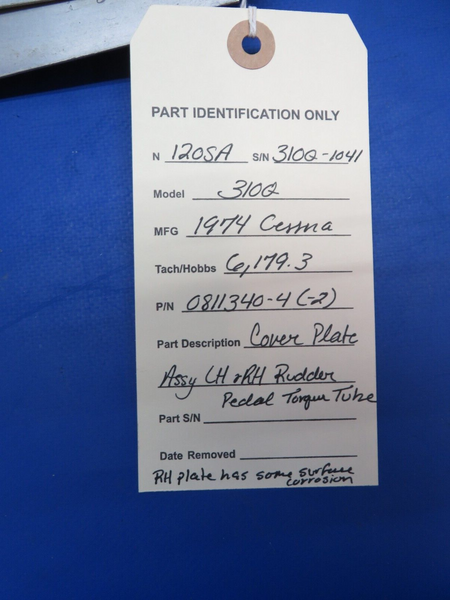 PART IDENTIFICATION ONLY
N 120SA S/N 310Q-1041
Model 310Q
MFG 1974 Cessna
Tach/Hobbs 6,179.3
P/N 0811340-4 (-2)
Part Description Cover Plate
Assy LH & RH Rudder
Pedal Torque Tube
Part S/N
Date Removed
RH plate has some surface
corrosion